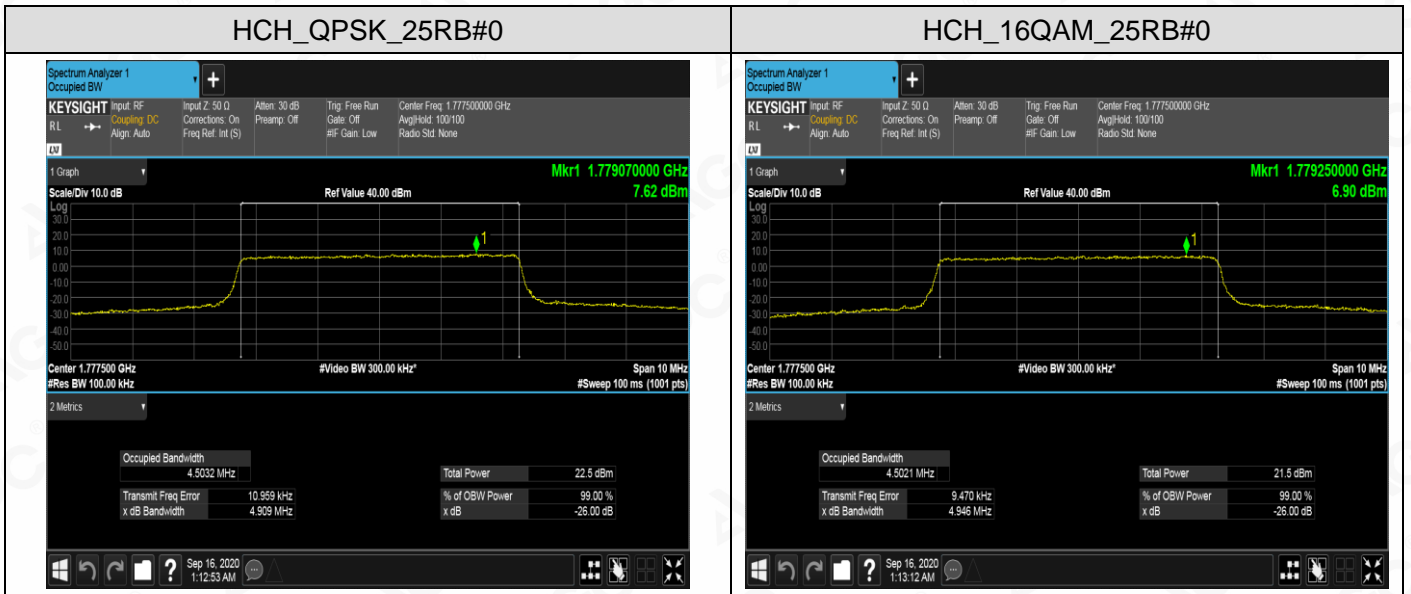 HCH_QPSK_25RB#0
Spectrum Analyzer 1
Occupied BW
+
KEYSIGHT
RL
LXI
Input: RF
Coupling: DC
Align: Auto
Input Z: 50 Ω
Corrections: On
Freq Ref: Int (S)
Atten: 30 dB
Preamp: Off
Trig: Free Run
Gate: Off
#IF Gain: Low
Center Freq: 1.777500000 GHz
Avg|Hold: 100/100
Radio Std: None
1 Graph
Scale/Div 10.0 dB
Ref Value 40.00 dBm
Mkr1 1.779070000 GHz
7.62 dBm
Log
30.0
20.0
10.0
0.00
-10.0
-20.0
-30.0
-40.0
-50.0
1
Center 1.777500 GHz
#Res BW 100.00 kHz
#Video BW 300.00 kHz*
Span 10 MHz
#Sweep 100 ms (1001 pts)
2 Metrics
Occupied Bandwidth
4.5032 MHz
Total Power 22.5 dBm
Transmit Freq Error 10.959 kHz
% of OBW Power 99.00 %
x dB Bandwidth 4.909 MHz
x dB -26.00 dB
?
Sep 16, 2020
1:12:53 AM
HCH_16QAM_25RB#0
Spectrum Analyzer 1
Occupied BW
+
KEYSIGHT
RL
LXI
Input: RF
Coupling: DC
Align: Auto
Input Z: 50 Ω
Corrections: On
Freq Ref: Int (S)
Atten: 30 dB
Preamp: Off
Trig: Free Run
Gate: Off
#IF Gain: Low
Center Freq: 1.777500000 GHz
Avg|Hold: 100/100
Radio Std: None
1 Graph
Scale/Div 10.0 dB
Ref Value 40.00 dBm
Mkr1 1.779250000 GHz
6.90 dBm
Log
30.0
20.0
10.0
0.00
-10.0
-20.0
-30.0
-40.0
-50.0
1
Center 1.777500 GHz
#Res BW 100.00 kHz
#Video BW 300.00 kHz*
Span 10 MHz
#Sweep 100 ms (1001 pts)
2 Metrics
Occupied Bandwidth
4.5021 MHz
Total Power 21.5 dBm
Transmit Freq Error 9.470 kHz
% of OBW Power 99.00 %
x dB Bandwidth 4.946 MHz
x dB -26.00 dB
?
Sep 16, 2020
1:13:12 AM